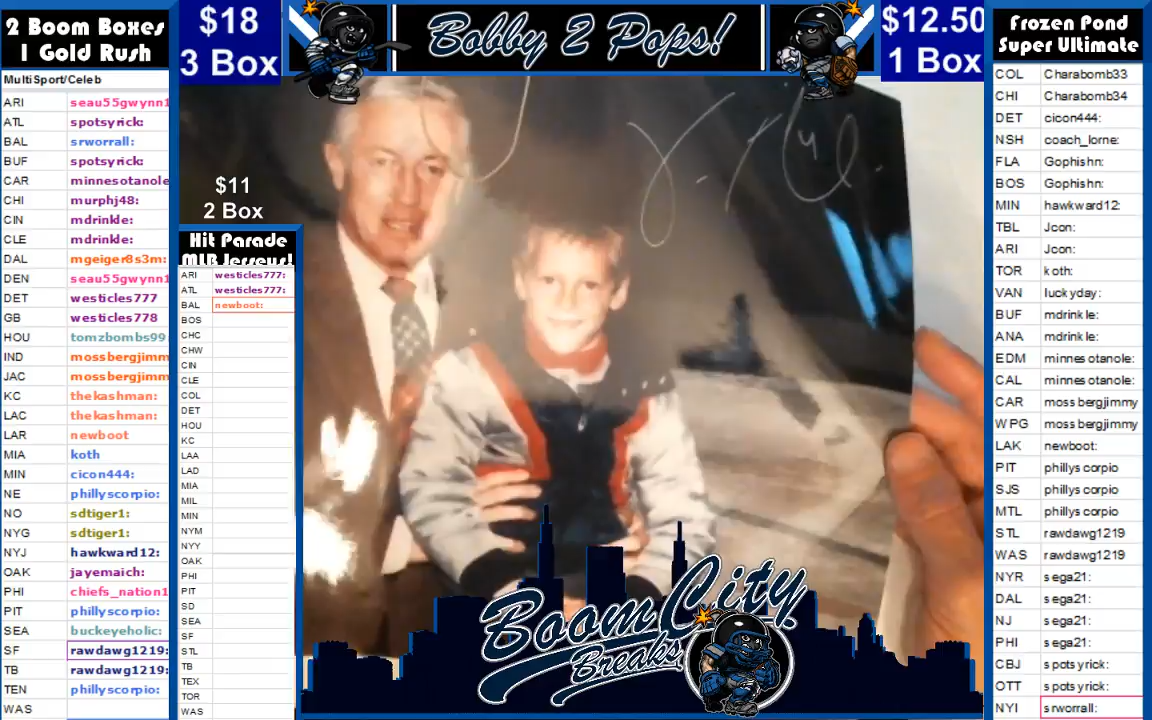 2 Boom Boxes
1 Gold Rush
MultiSport/Celeb
ARI seau55gwynn1
ATL spotsyrick:
BAL srworrall:
BUF spotsyrick:
CAR minnesotanole
CHI murphj48:
CIN mdrinkle:
CLE mdrinkle:
DAL mgeiger8s3m:
DEN seau55gwynn1
DET westicles777
GB westicles778
HOU tomzbombs99
IND mossbergjimm
JAC mossbergjimm
KC thekashman:
LAC thekashman:
LAR newboot
MIA koth
MIN cicon444:
NE phillyscorpio:
NO sdtiger1:
NYG sdtiger1:
NYJ hawkward12:
OAK jayemaich:
PHI chiefs_nation1
PIT phillyscorpio:
SEA buckeyeholic:
SF rawdawg1219:
TB rawdawg1219:
TEN phillyscorpio:
WAS
$18
3 Box
$11
2 Box
Hit Parade
MLB Jerseys!
ARI westicles777:
ATL westicles777:
BAL newboot:
BOS
CHC
CHW
CIN
CLE
COL
DET
HOU
KC
LAA
LAD
MIA
MIL
MIN
NYM
NYY
OAK
PHI
PIT
SD
SEA
SF
STL
TB
TEX
TOR
WAS
Bobby 2 Pops!
$12.50
1 Box
BoomCity
Breaks
Frozen Pond
Super Ultimate
COL Charabomb33
CHI Charabomb34
DET cicon444:
NSH coach_lorne:
FLA Gophishn:
BOS Gophishn:
MIN hawkward12:
TBL Jcon:
ARI Jcon:
TOR koth:
VAN luckyday:
BUF mdrinkle:
ANA mdrinkle:
EDM minnesotanole:
CAL minnesotanole:
CAR mossbergjimmy
WPG mossbergjimmy
LAK newboot:
PIT phillyscorpio
SJS phillyscorpio
MTL phillyscorpio
STL rawdawg1219
WAS rawdawg1219
NYR sega21:
DAL sega21:
NJ sega21:
PHI sega21:
CBJ spotsyrick:
OTT spotsyrick:
NYI srworrall: